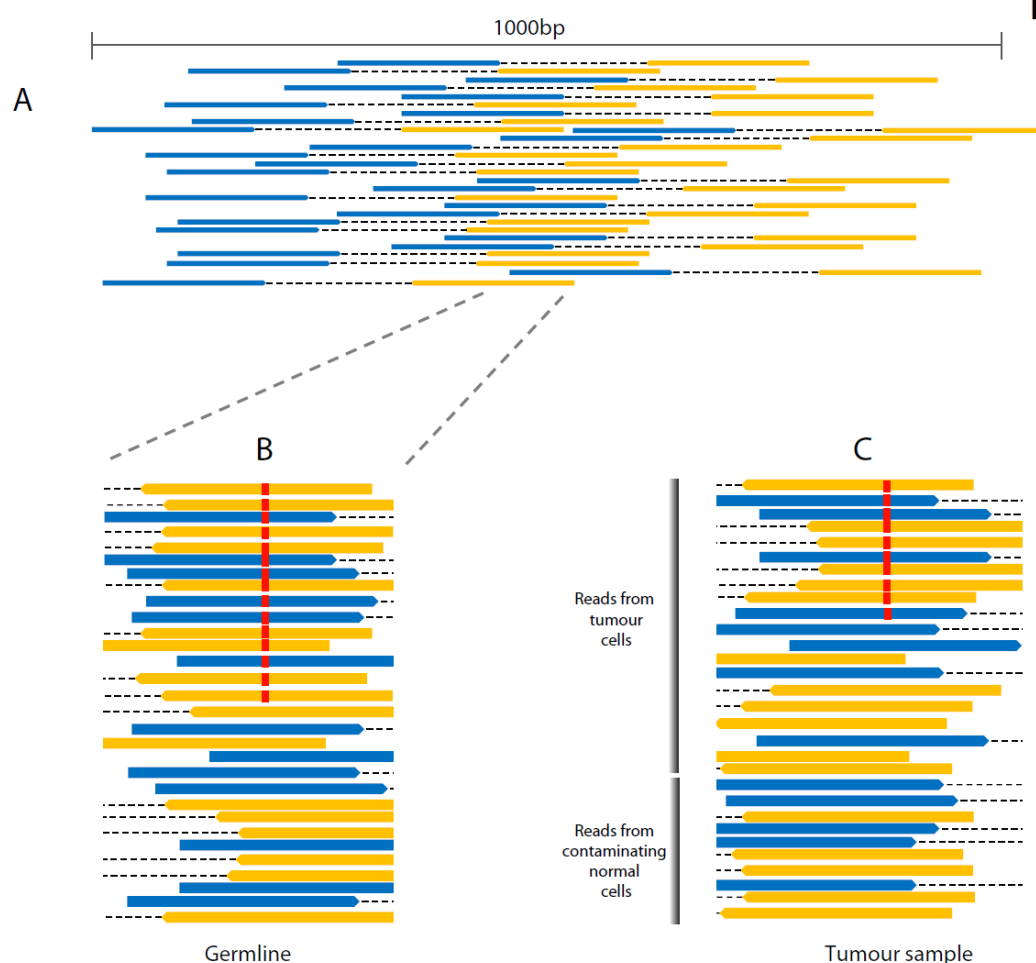 1000bp
A
B
C
Reads from
tumour
cells
Reads from
contaminating
normal
cells
Germline
Tumour sample